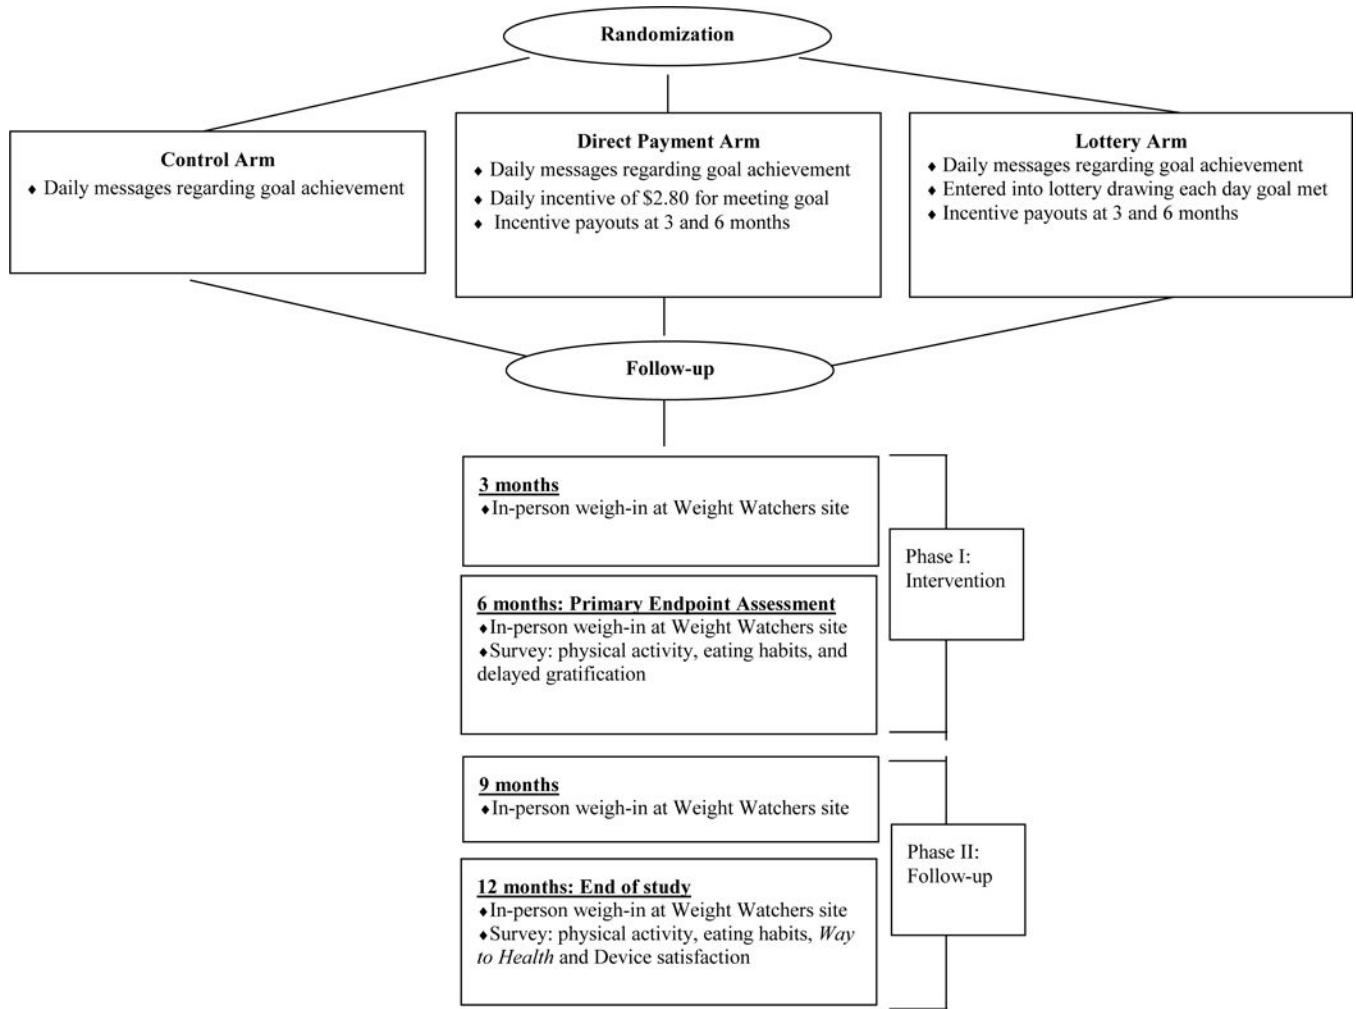 Randomization
Control Arm
♦ Daily messages regarding goal achievement
Direct Payment Arm
♦ Daily messages regarding goal achievement
♦ Daily incentive of $2.80 for meeting goal
♦ Incentive payouts at 3 and 6 months
Lottery Arm
♦ Daily messages regarding goal achievement
♦ Entered into lottery drawing each day goal met
♦ Incentive payouts at 3 and 6 months
Follow-up
3 months
♦In-person weigh-in at Weight Watchers site
6 months: Primary Endpoint Assessment
♦In-person weigh-in at Weight Watchers site
♦Survey: physical activity, eating habits, and
delayed gratification
Phase I:
Intervention
9 months
♦In-person weigh-in at Weight Watchers site
12 months: End of study
♦In-person weigh-in at Weight Watchers site
♦Survey: physical activity, eating habits, Way
to Health and Device satisfaction
Phase II:
Follow-up